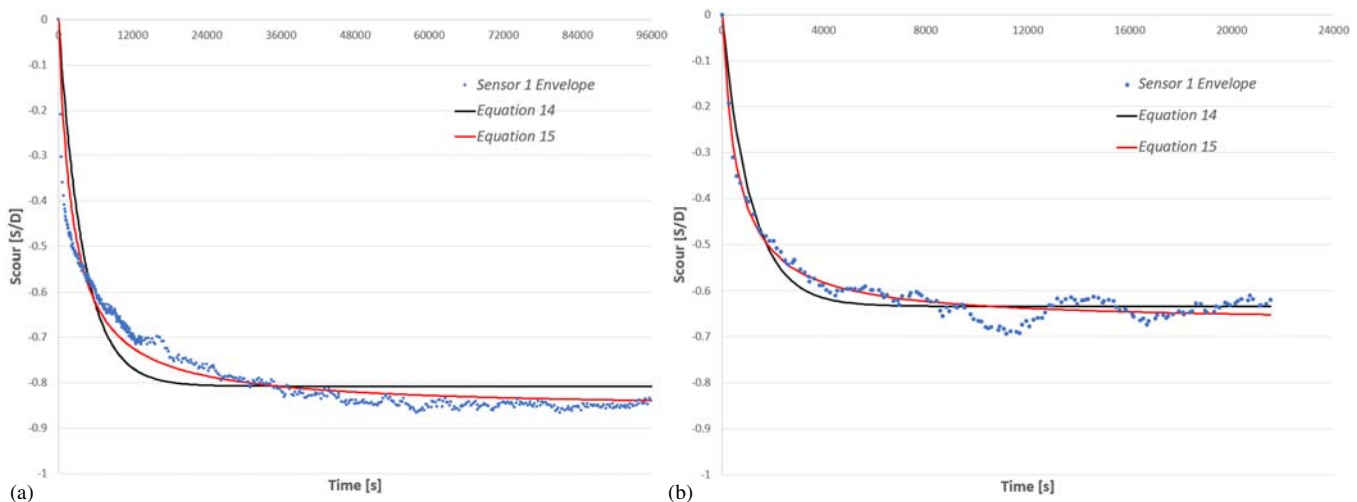 0 12000 24000 36000 48000 60000 72000 84000 96000
0
-0.1
-0.2
-0.3
-0.4
-0.5
-0.6
-0.7
-0.8
-0.9
-1
Scour [S/D]
Sensor 1 Envelope
Equation 14
Equation 15
Time [s]
(a)
0 4000 8000 12000 16000 20000 24000
0
-0.1
-0.2
-0.3
-0.4
-0.5
-0.6
-0.7
-0.8
-0.9
-1
Scour [S/D]
Sensor 1 Envelope
Equation 14
Equation 15
Time [s]
(b)